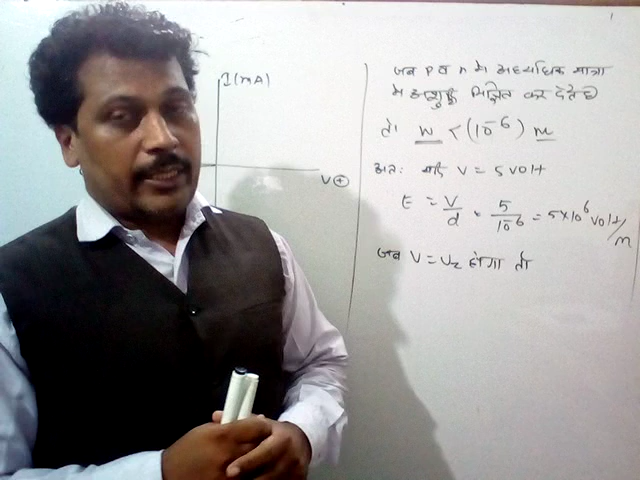 I (mA)
V ⊕
जब P व n में अत्यधिक मात्रा
में अशुद्धि मिश्रित कर देते है
तो W < (10⁻⁶) m
अतः यदि V = 5 volt
E = V/d = 5/10⁻⁶ = 5×10⁶ volt/m
जब V = Vz होगा तो